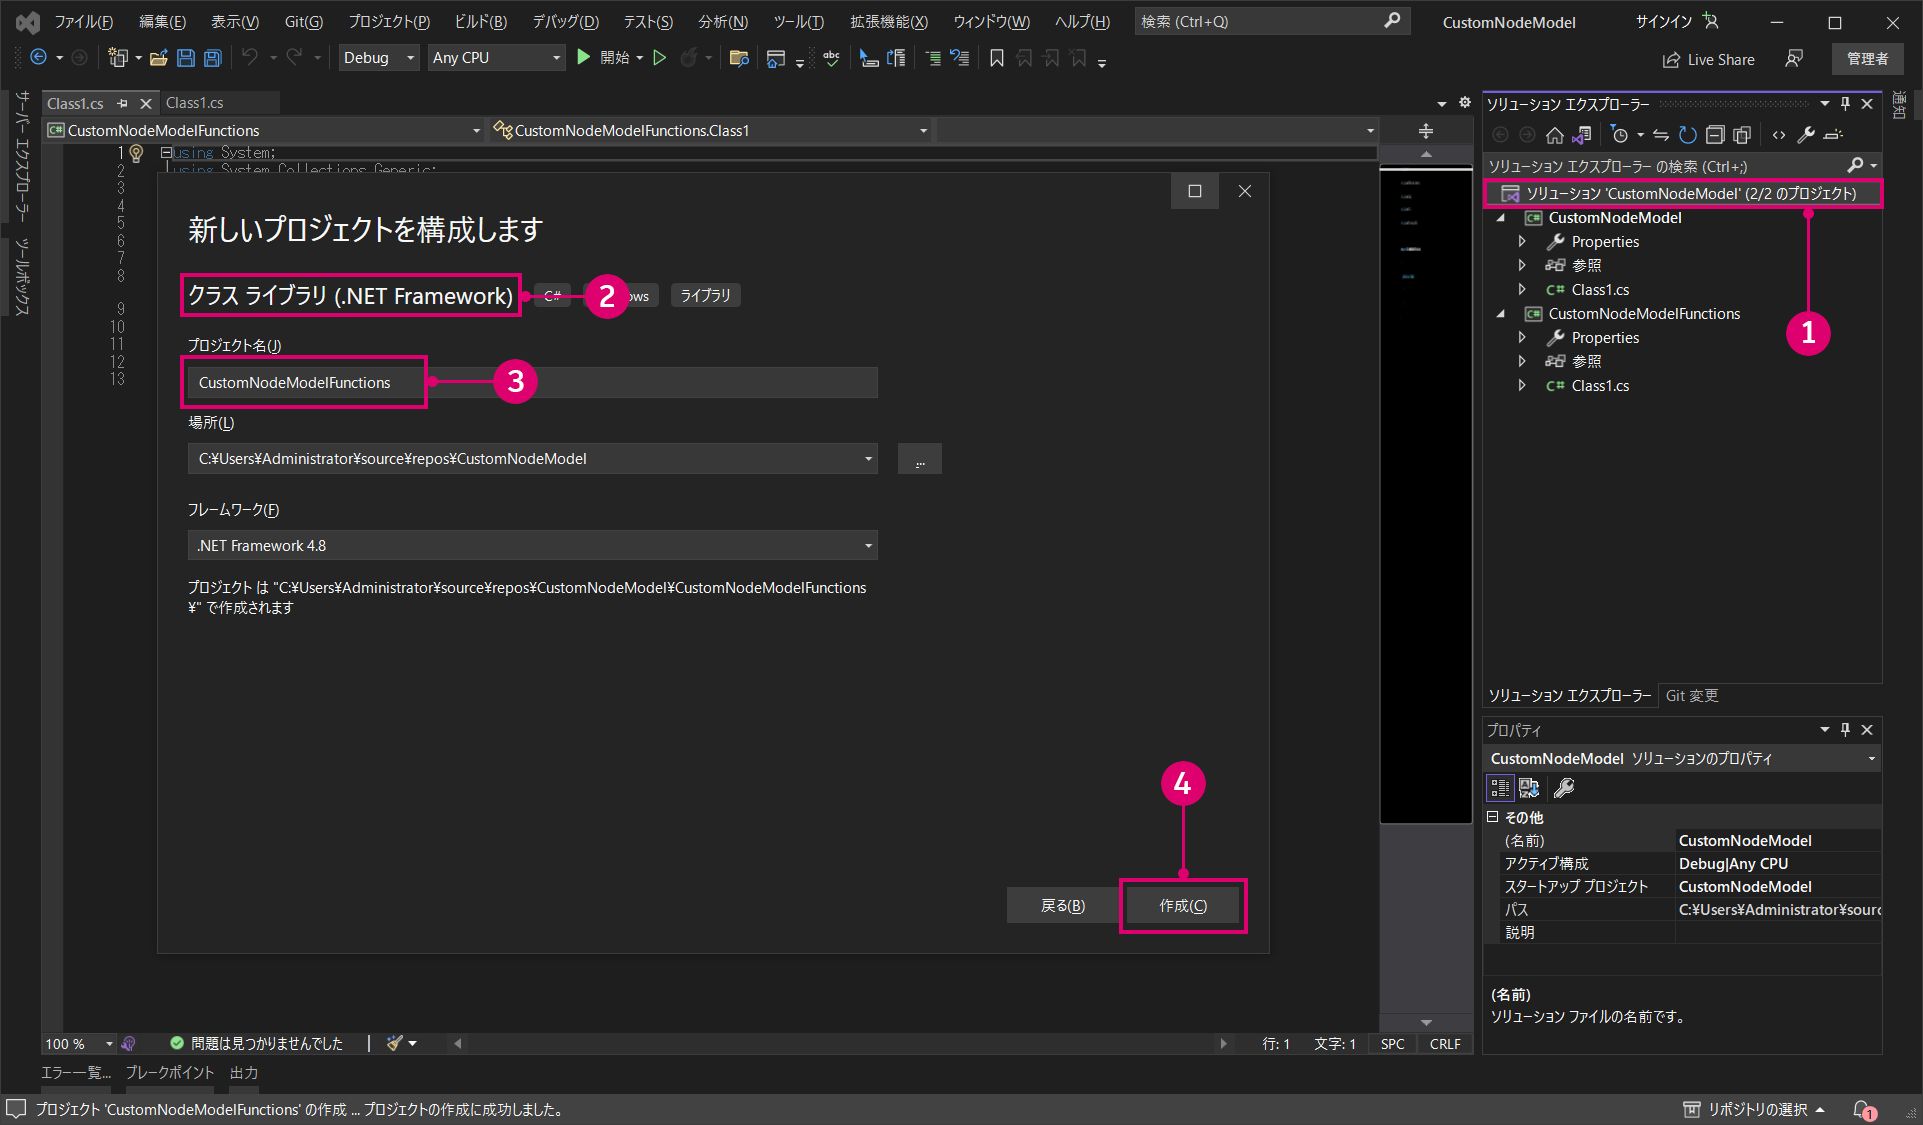 ファイル(F) 編集(E) 表示(V) Git(G) プロジェクト(P) ビルド(B) デバッグ(D) テスト(S) 分析(N) ツール(T) 拡張機能(X) ウィンドウ(W) ヘルプ(H) 検索 (Ctrl+Q) CustomNodeModel サインイン
Debug Any CPU 開始 Live Share 管理者
サーバー エクスプローラー
ツールボックス
Class1.cs Class1.cs
CustomNodeModelFunctions CustomNodeModelFunctions.Class1
1 using System;
2 using System.Collections.Generic;
3
4
5
6
7
8
9
10
11
12
13
新しいプロジェクトを構成します
クラス ライブラリ (.NET Framework) C# 2 ows ライブラリ
プロジェクト名(J)
CustomNodeModelFunctions 3
場所(L)
C:¥Users¥Administrator¥source¥repos¥CustomNodeModel ...
フレームワーク(F)
.NET Framework 4.8
プロジェクト は "C:¥Users¥Administrator¥source¥repos¥CustomNodeModel¥CustomNodeModelFunctions
¥" で作成されます
4
戻る(B) 作成(C)
100 % 問題は見つかりませんでした 行: 1 文字: 1 SPC CRLF
エラー一覧... ブレークポイント 出力
ソリューション エクスプローラー
ソリューション エクスプローラー の検索 (Ctrl+;)
ソリューション 'CustomNodeModel' (2/2 のプロジェクト)
CustomNodeModel
Properties
参照
Class1.cs
CustomNodeModelFunctions
1
Properties
参照
Class1.cs
ソリューション エクスプローラー Git 変更
プロパティ
CustomNodeModel ソリューションのプロパティ
その他
(名前) CustomNodeModel
アクティブ構成 Debug|Any CPU
スタートアップ プロジェクト CustomNodeModel
パス C:¥Users¥Administrator¥sourc
説明
(名前)
ソリューション ファイルの名前です。
通知
プロジェクト 'CustomNodeModelFunctions' の作成 ... プロジェクトの作成に成功しました。 リポジトリの選択 1